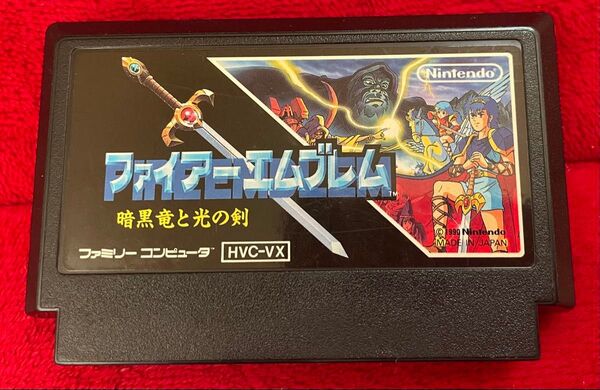 Nintendo
ファイアーエムブレム
TM
暗黒竜と光の剣
ファミリーコンピュータ
HVC-VX
© 1990 Nintendo
MADE IN JAPAN